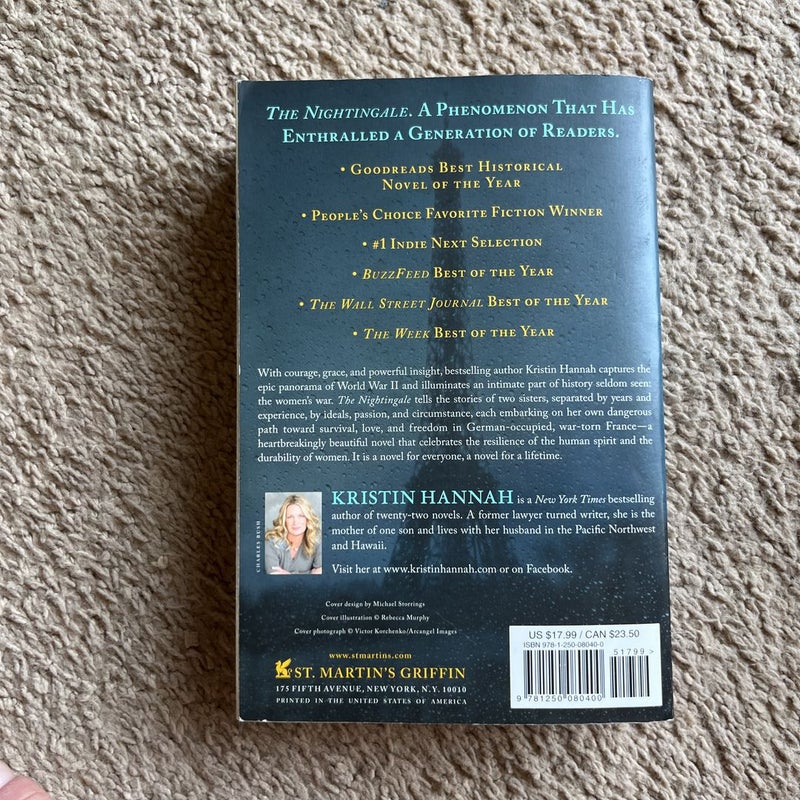 THE NIGHTINGALE. A PHENOMENON THAT HAS
ENTHRALLED A GENERATION OF READERS.
• GOODREADS BEST HISTORICAL
NOVEL OF THE YEAR
• PEOPLE'S CHOICE FAVORITE FICTION WINNER
• #1 INDIE NEXT SELECTION
• BUZZFEED BEST OF THE YEAR
• THE WALL STREET JOURNAL BEST OF THE YEAR
• THE WEEK BEST OF THE YEAR
With courage, grace, and powerful insight, bestselling author Kristin Hannah captures the
epic panorama of World War II and illuminates an intimate part of history seldom seen:
the women's war. The Nightingale tells the stories of two sisters, separated by years and
experience, by ideals, passion, and circumstance, each embarking on her own dangerous
path toward survival, love, and freedom in German-occupied, war-torn France—a
heartbreakingly beautiful novel that celebrates the resilience of the human spirit and the
durability of women. It is a novel for everyone, a novel for a lifetime.
CHARLES BUSH
KRISTIN HANNAH is a New York Times bestselling
author of twenty-two novels. A former lawyer turned writer, she is the
mother of one son and lives with her husband in the Pacific Northwest
and Hawaii.
Visit her at www.kristinhannah.com or on Facebook.
Cover design by Michael Storrings
Cover illustration © Rebecca Murphy
Cover photograph © Victor Korchenko/Arcangel Images
www.stmartins.com
ST. MARTIN'S GRIFFIN
175 FIFTH AVENUE, NEW YORK, N.Y. 10010
PRINTED IN THE UNITED STATES OF AMERICA
US $17.99 / CAN $23.50
ISBN 978-1-250-08040-0
51799 >
9 781250 080400